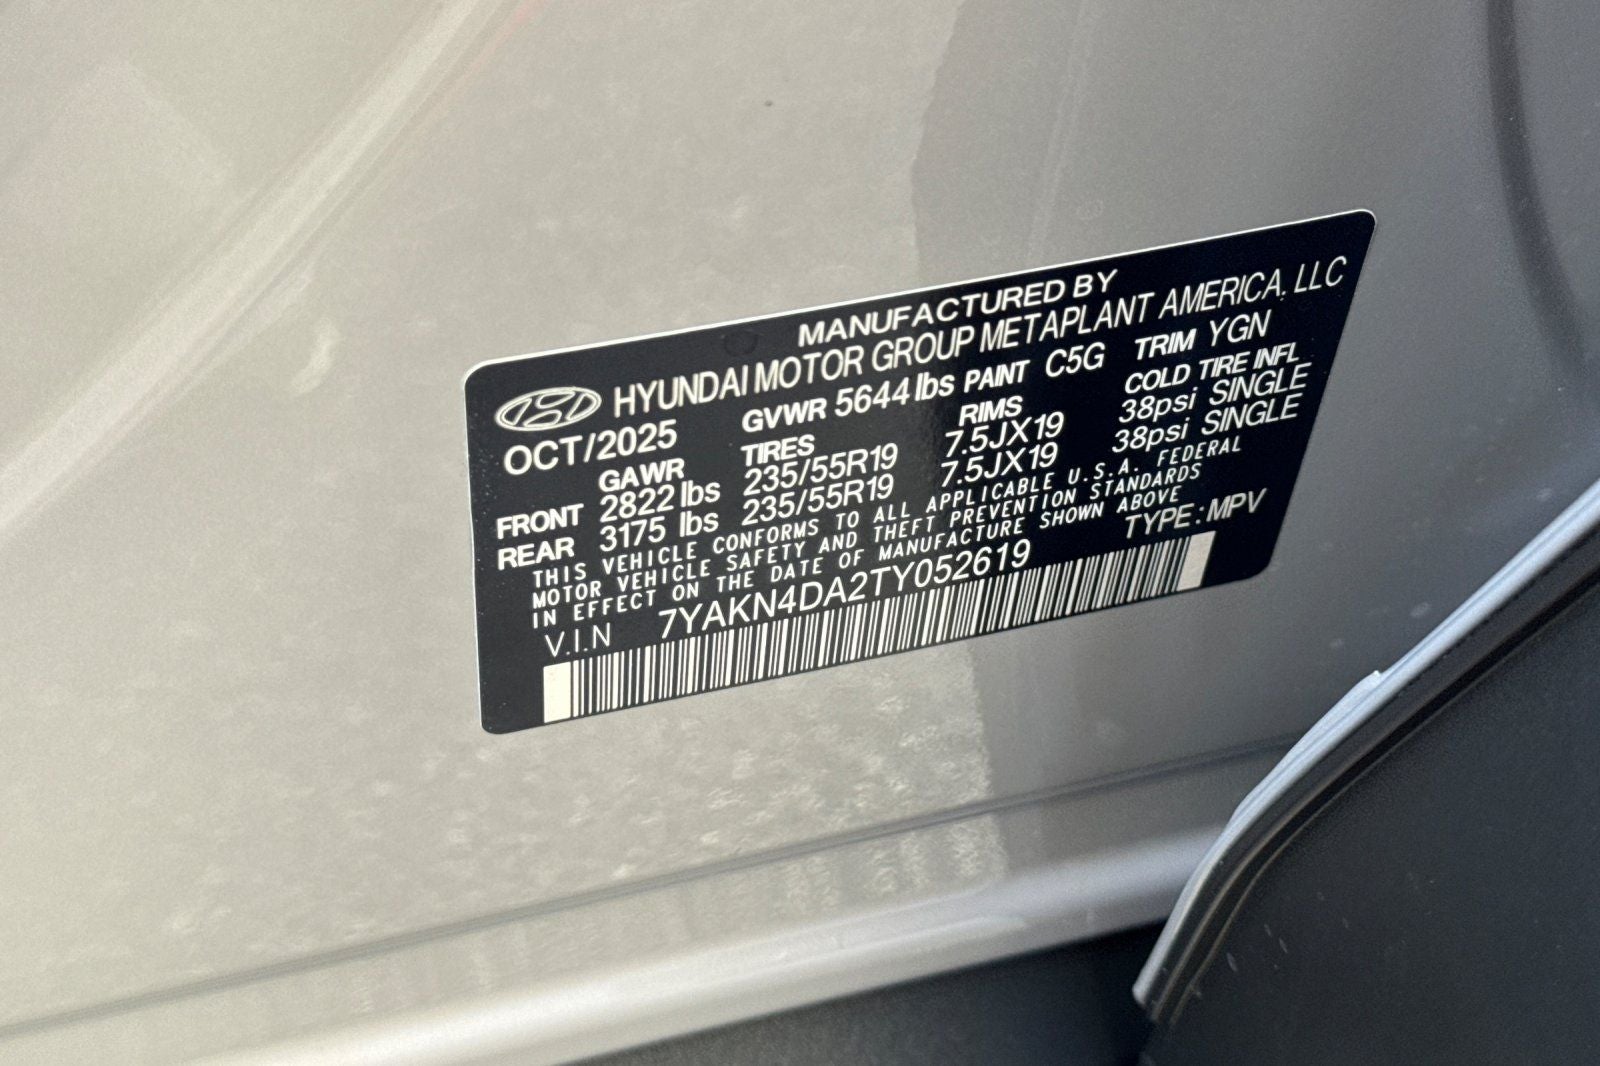 MANUFACTURED BY
HYUNDAI MOTOR GROUP METAPLANT AMERICA, LLC
OCT/2025 GVWR 5644 lbs PAINT C5G TRIM YGN
GAWR TIRES RIMS COLD TIRE INFL
FRONT 2822 lbs 235/55R19 7.5JX19 38psi SINGLE
REAR 3175 lbs 235/55R19 7.5JX19 38psi SINGLE
THIS VEHICLE CONFORMS TO ALL APPLICABLE U.S.A. FEDERAL
MOTOR VEHICLE SAFETY AND THEFT PREVENTION STANDARDS
IN EFFECT ON THE DATE OF MANUFACTURE SHOWN ABOVE
V.I.N 7YAKN4DA2TY052619 TYPE: MPV